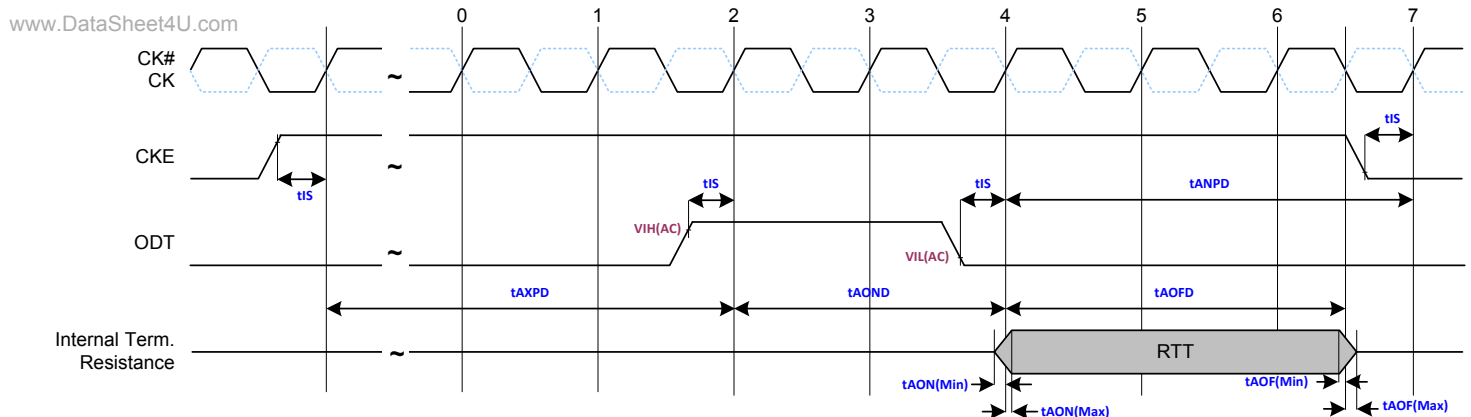 www.DataSheet4U.com
0 1 2 3 4 5 6 7
CK#
CK
CKE
~
~
tIS
tIS
tIS
tIS
tANPD
ODT
~
VIH(AC)
VIL(AC)
tAXPD
tAOND
tAOFD
Internal Term.
Resistance
~
RTT
tAON(Min)
tAON(Max)
tAOF(Min)
tAOF(Max)